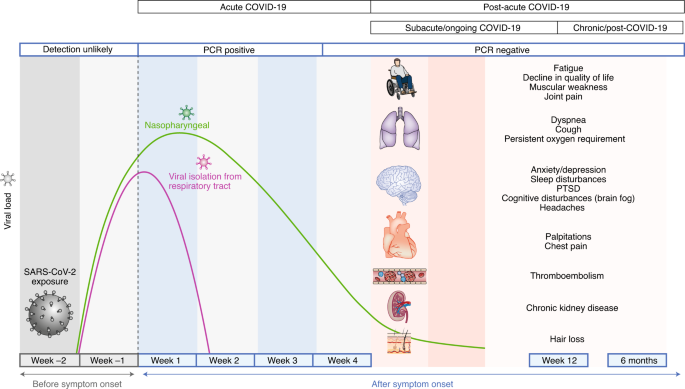 Acute COVID-19
Post-acute COVID-19
Subacute/ongoing COVID-19
Chronic/post-COVID-19
Detection unlikely
PCR positive
PCR negative
Fatigue
Decline in quality of life
Muscular weakness
Joint pain
Nasopharyngeal
Dyspnea
Cough
Persistent oxygen requirement
Viral isolation from
respiratory tract
Anxiety/depression
Sleep disturbances
PTSD
Cognitive disturbances (brain fog)
Headaches
Viral load
Palpitations
Chest pain
SARS-CoV-2
exposure
Thromboembolism
Chronic kidney disease
Hair loss
Week –2
Week –1
Week 1
Week 2
Week 3
Week 4
Week 12
6 months
Before symptom onset
After symptom onset